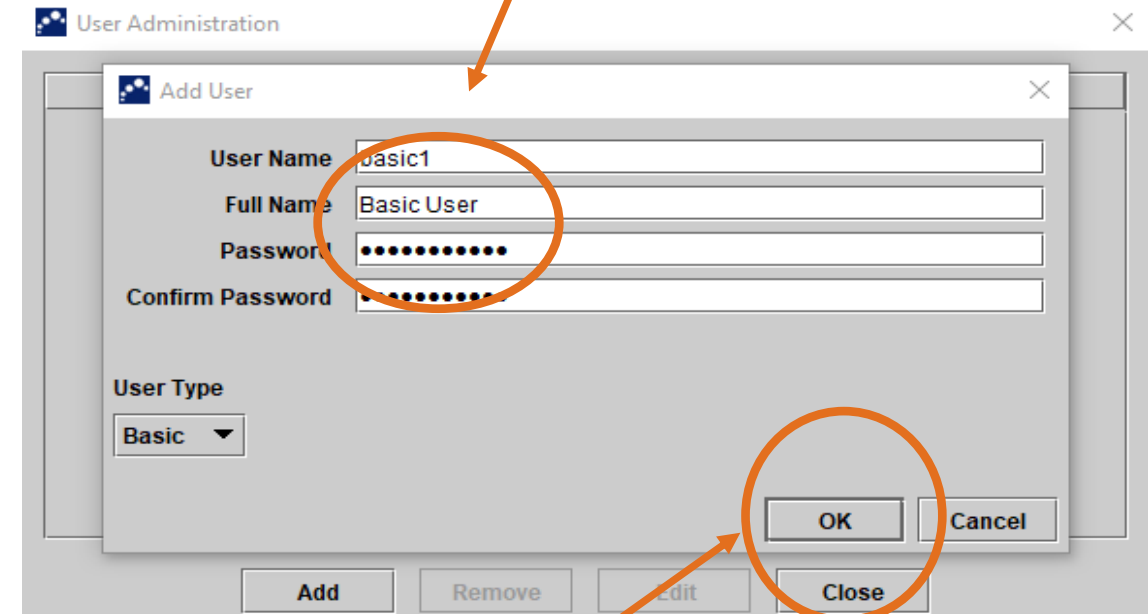 User Administration
Add User
User Name basic1
Full Name Basic User
Password •••••••••••
Confirm Password •••••••••••
User Type
Basic
OK Cancel
Add Remove Edit Close